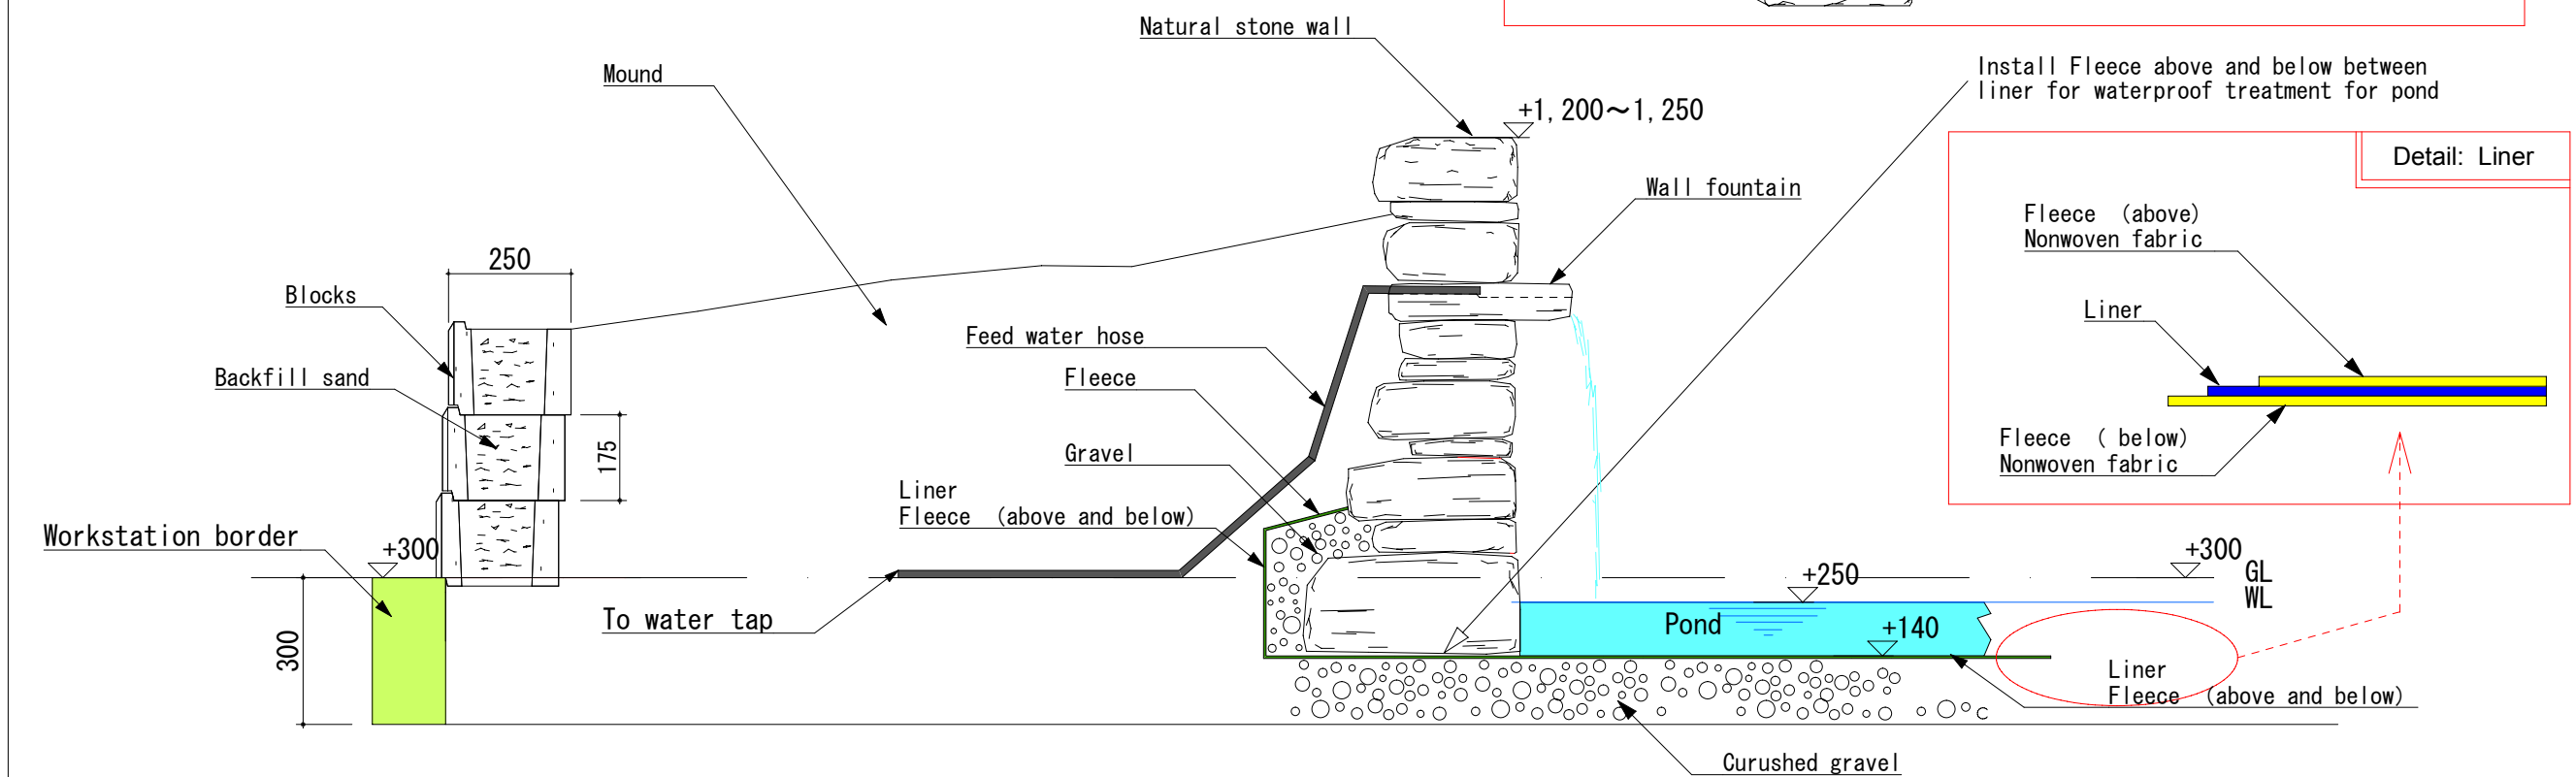 Natural stone wall
Mound
Install Fleece above and below between
liner for waterproof treatment for pond
+1,200～1,250
Detail: Liner
Wall fountain
Fleece (above)
Nonwoven fabric
250
Blocks
Liner
Feed water hose
Backfill sand
Fleece
175
Gravel
Fleece ( below)
Nonwoven fabric
Liner
Fleece (above and below)
Workstation border
+300
+300
GL
WL
+250
To water tap
Pond
+140
300
Liner
Fleece (above and below)
Curushed gravel